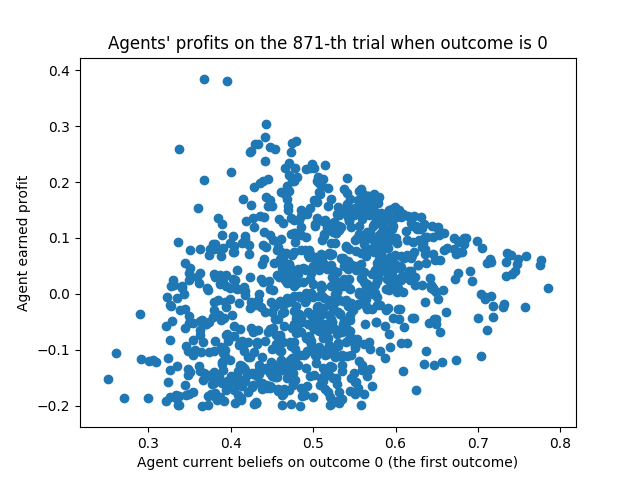 Agents' profits on the 871-th trial when outcome is 0
0.4
0.3
0.2
0.1
0.0
−0.1
−0.2
Agent earned profit
0.3 0.4 0.5 0.6 0.7 0.8
Agent current beliefs on outcome 0 (the first outcome)